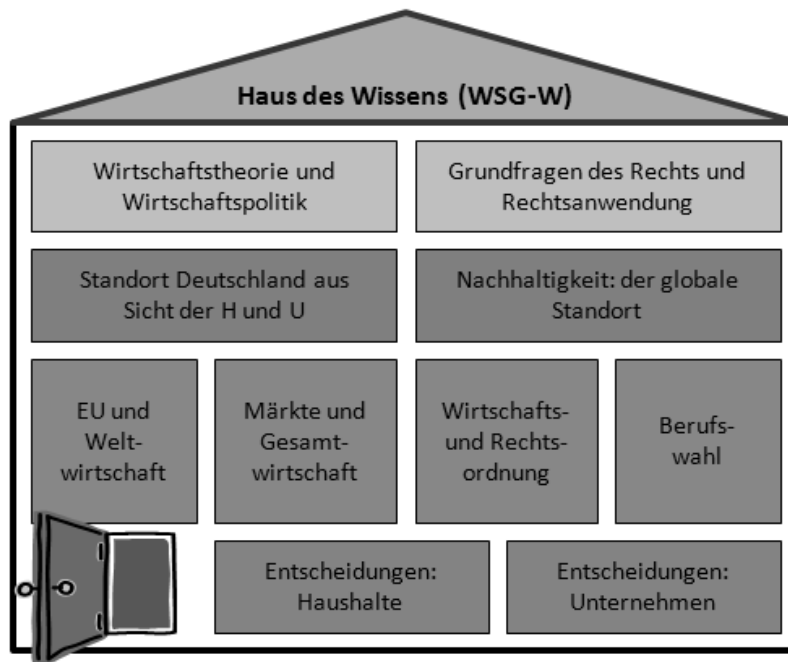 Haus des Wissens (WSG-W)
Wirtschaftstheorie und
Wirtschaftspolitik
Grundfragen des Rechts und
Rechtsanwendung
Standort Deutschland aus
Sicht der H und U
Nachhaltigkeit: der globale
Standort
EU und
Welt-
wirtschaft
Märkte und
Gesamt-
wirtschaft
Wirtschafts-
und Rechts-
ordnung
Berufs-
wahl
Entscheidungen:
Haushalte
Entscheidungen:
Unternehmen